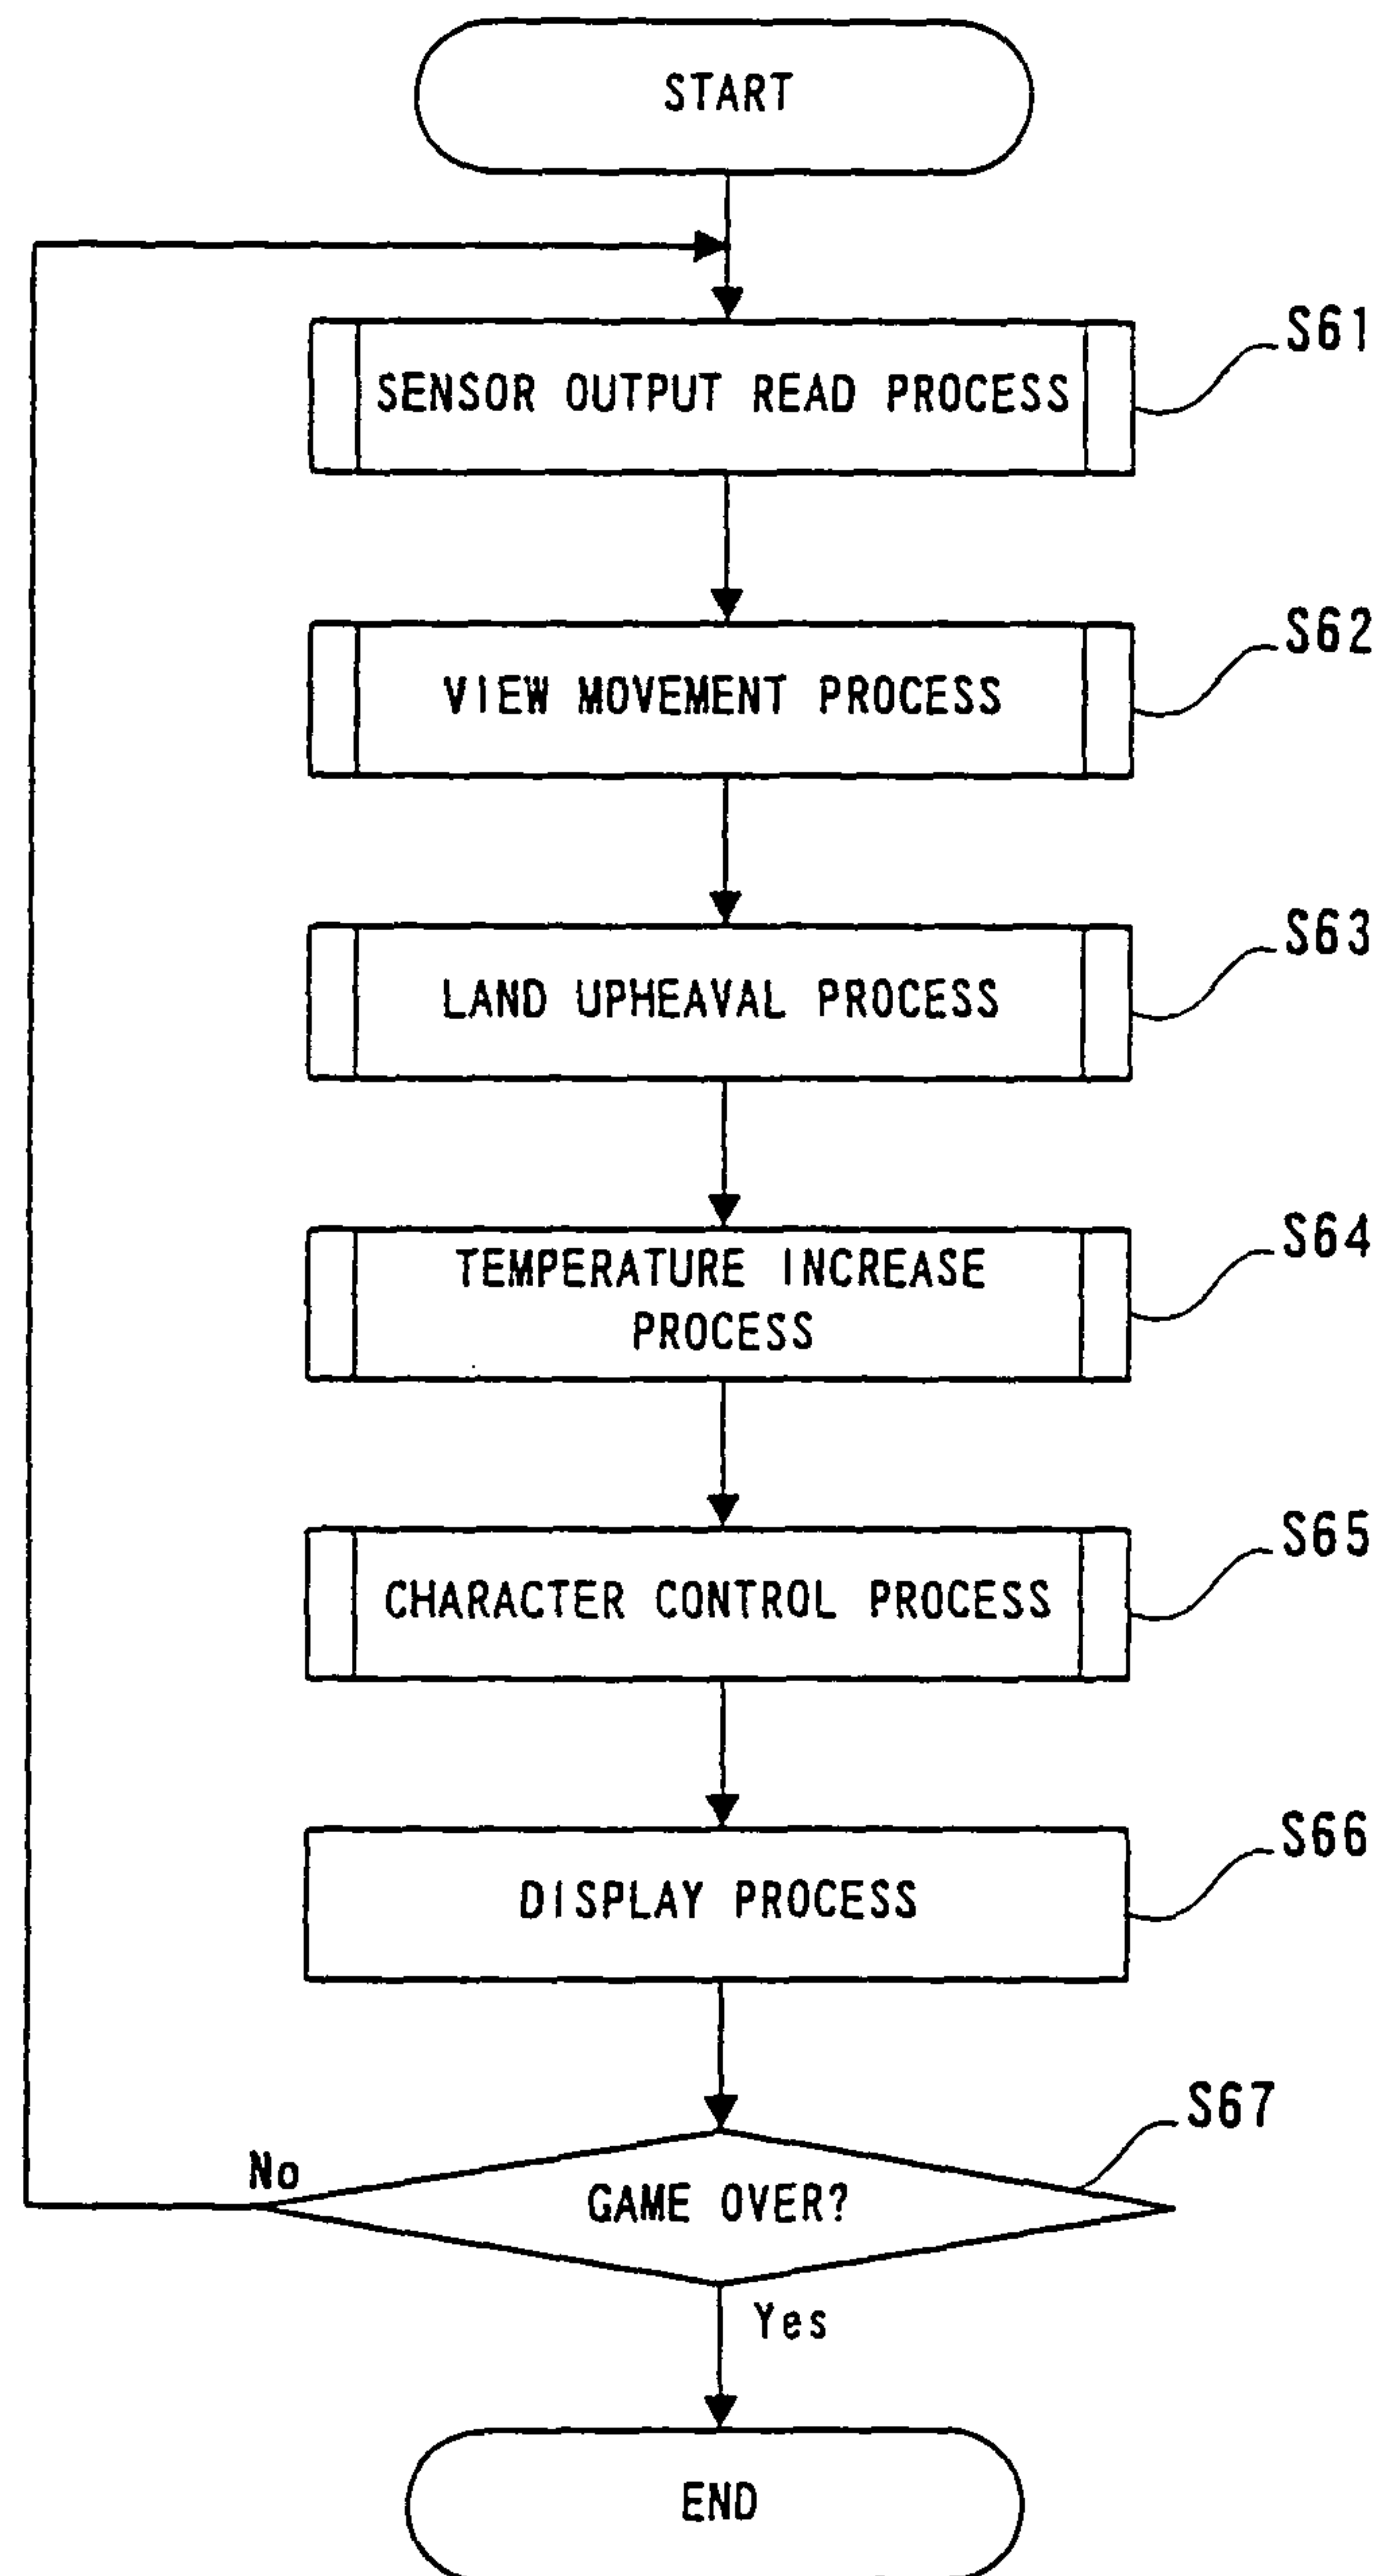 START
S61
SENSOR OUTPUT READ PROCESS
S62
VIEW MOVEMENT PROCESS
S63
LAND UPHEAVAL PROCESS
S64
TEMPERATURE INCREASE
PROCESS
S65
CHARACTER CONTROL PROCESS
S66
DISPLAY PROCESS
S67
No
GAME OVER?
Yes
END